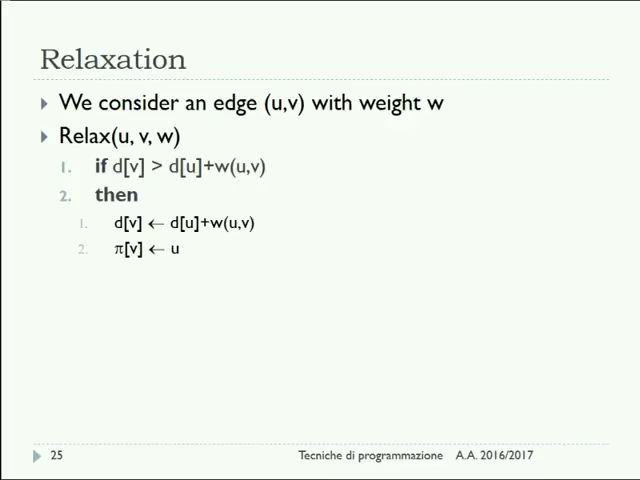 Relaxation
We consider an edge (u,v) with weight w
Relax(u, v, w)
1. if d[v] > d[u]+w(u,v)
2. then
1. d[v] ← d[u]+w(u,v)
2. π[v] ← u
25 Tecniche di programmazione A.A. 2016/2017